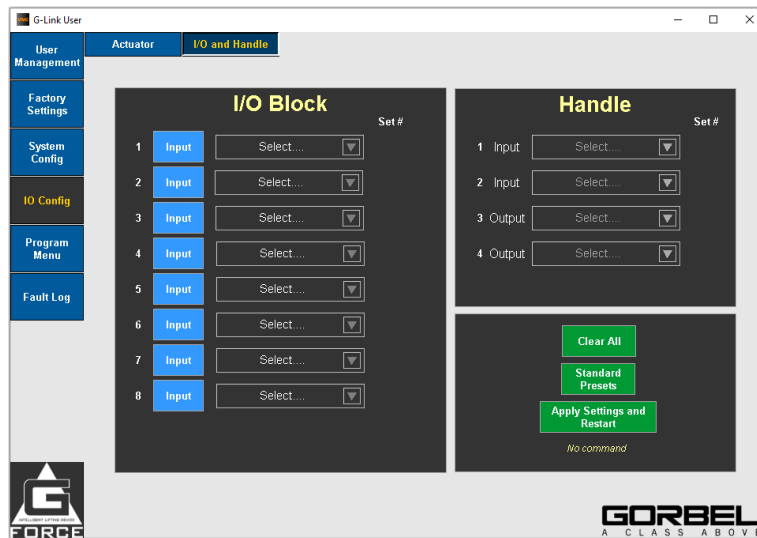 G-Link User
User
Management
Factory
Settings
System
Config
IO Config
Program
Menu
Fault Log
Actuator
I/O and Handle
I/O Block
Set #
1 Input Select....
2 Input Select....
3 Input Select....
4 Input Select....
5 Input Select....
6 Input Select....
7 Input Select....
8 Input Select....
Handle
Set #
1 Input Select....
2 Input Select....
3 Output Select....
4 Output Select....
Clear All
Standard
Presets
Apply Settings and
Restart
No command
G
INTELLIGENT LIFTING DEVICE
FORCE
GORBEL
A CLASS ABOVE